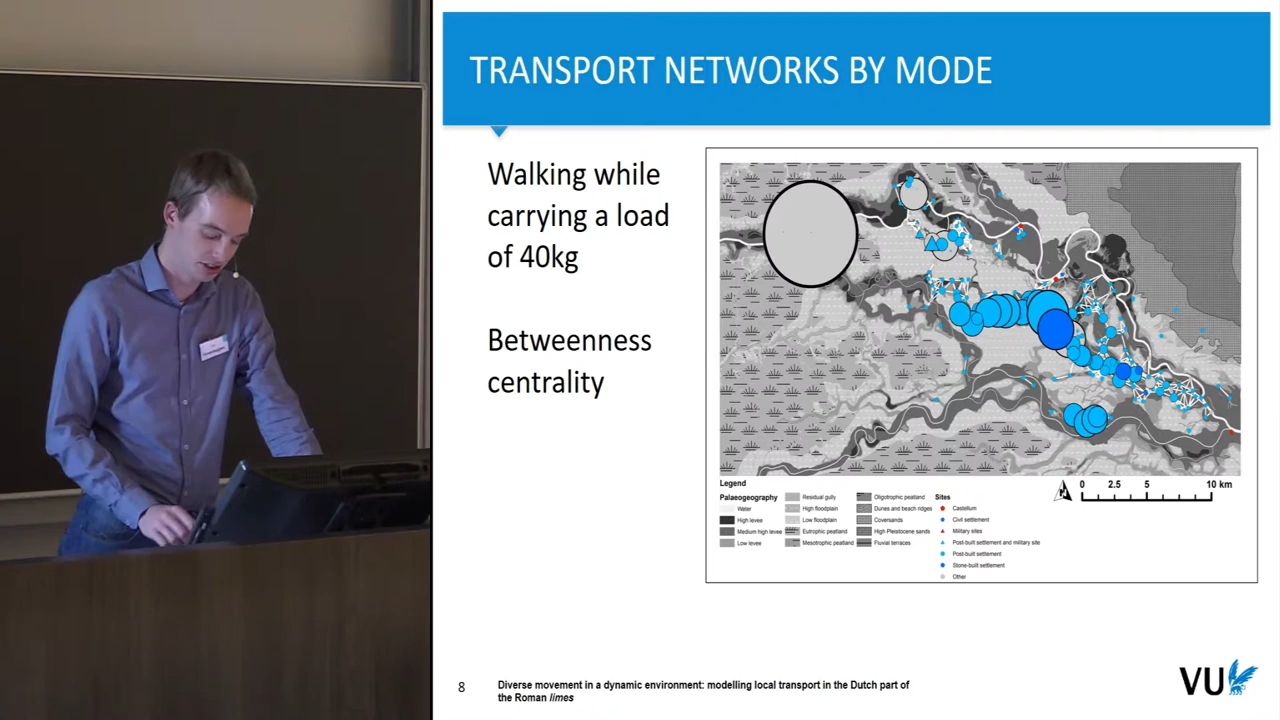 TRANSPORT NETWORKS BY MODE
Walking while
carrying a load
of 40kg
Betweenness
centrality
0 2.5 5 10 km
Legend
Palaeogeography
Water
High levee
Medium high levee
Low levee
Residual gully
High floodplain
Low floodplain
Eutrophic peatland
Mesotrophic peatland
Oligotrophic peatland
Dunes and beach ridges
Coversands
High Pleistocene sands
Fluvial terraces
Sites
Castellum
Civil settlement
Military sites
Post-built settlement and military site
Post-built settlement
Stone-built settlement
Other
8
Diverse movement in a dynamic environment: modelling local transport in the Dutch part of
the Roman limes
VU